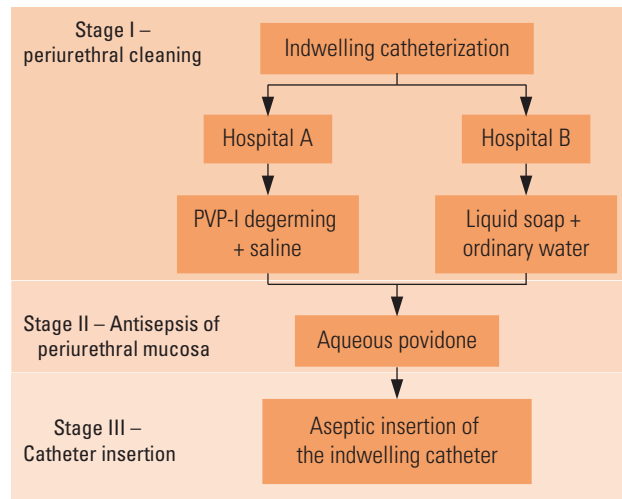 Stage I –
periurethral cleaning
Indwelling catheterization
Hospital A
Hospital B
PVP-I degerming
+ saline
Liquid soap +
ordinary water
Stage II – Antisepsis of
periurethral mucosa
Aqueous povidone
Stage III –
Catheter insertion
Aseptic insertion of
the indwelling catheter